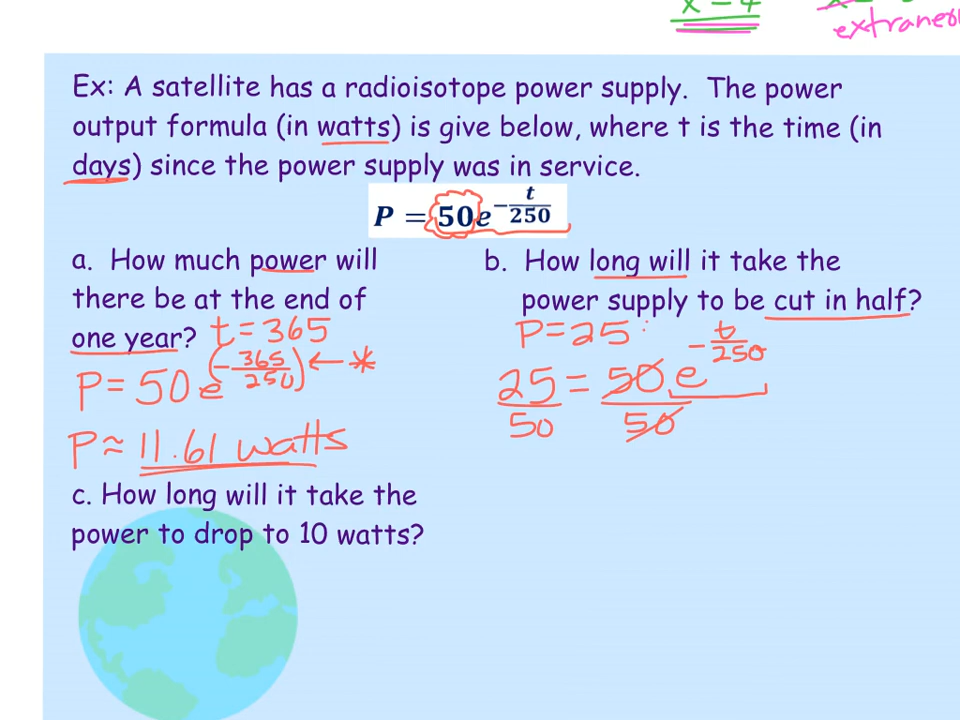 x = 4
extraneo
Ex: A satellite has a radioisotope power supply. The power
output formula (in watts) is give below, where t is the time (in
days) since the power supply was in service.
P = 50e^(-t/250)
a. How much power will
there be at the end of
one year? t = 365
P = 50 e^(-365/250) ← *
P ≈ 11.61 watts
b. How long will it take the
power supply to be cut in half?
P = 25
25/50 = 50 e^(-t/250) / 50
c. How long will it take the
power to drop to 10 watts?